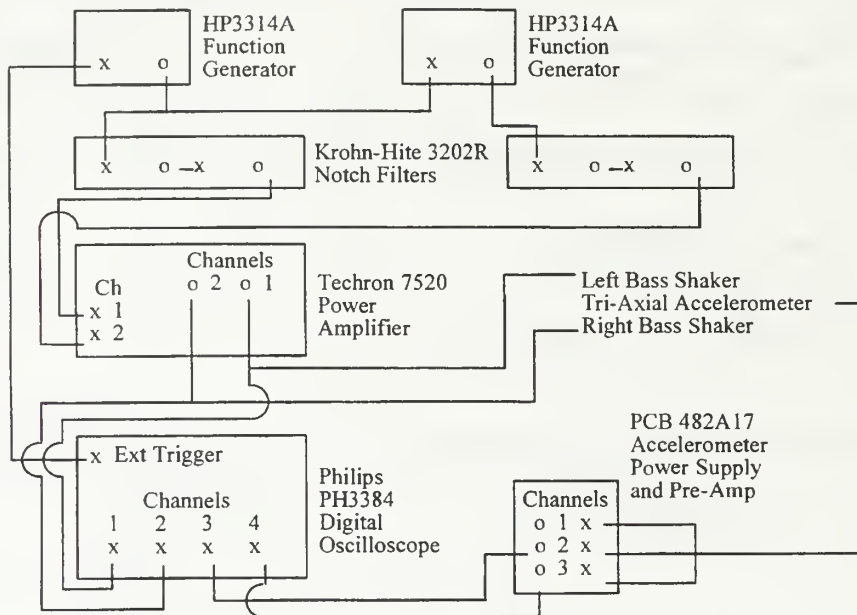 HP3314A
Function
Generator
x o
HP3314A
Function
Generator
x o
x o – x o
Krohn-Hite 3202R
Notch Filters
x o – x o
Channels
o 2 o 1
Ch
x 1
x 2
Techron 7520
Power
Amplifier
Left Bass Shaker
Tri-Axial Accelerometer
Right Bass Shaker
x Ext Trigger
Channels
1 2 3 4
x x x x
Philips
PH3384
Digital
Oscilloscope
PCB 482A17
Accelerometer
Power Supply
and Pre-Amp
Channels
o 1 x
o 2 x
o 3 x